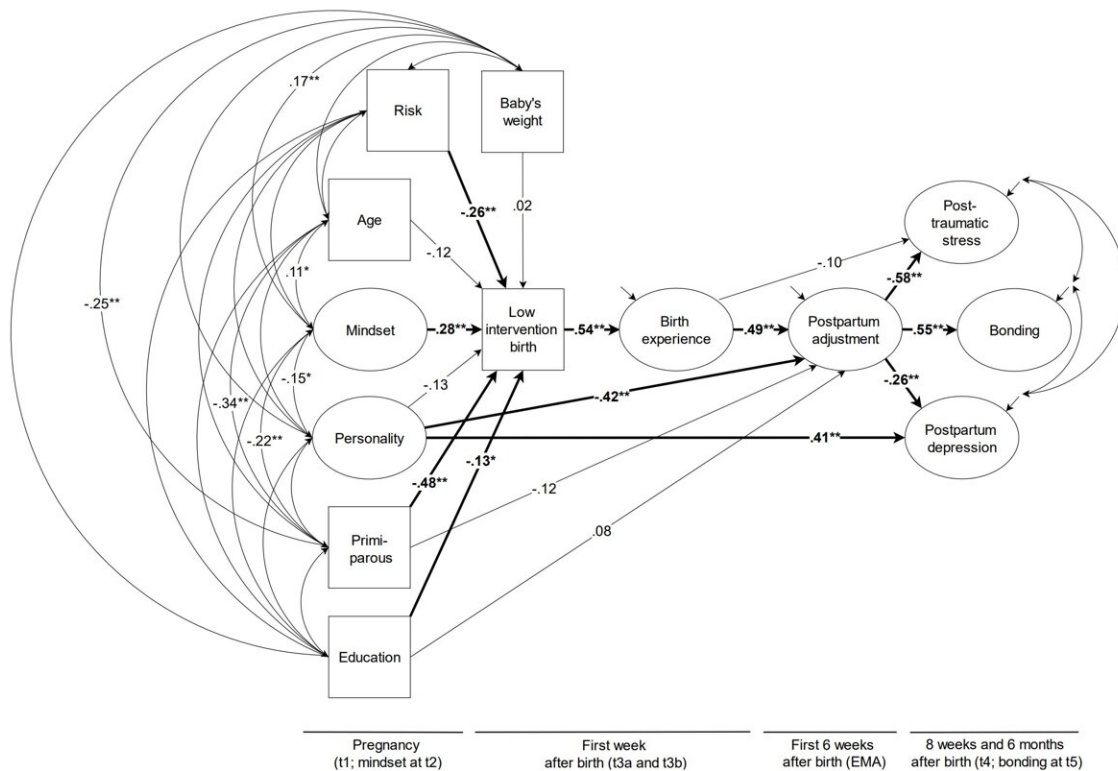 .17**
Risk
Baby's
weight
-.26**
.02
Age
-.12
Post-
traumatic
stress
.11*
-.10
-.58**
-.25**
Mindset
.28**
Low
intervention
birth
.54**
Birth
experience
.49**
Postpartum
adjustment
.55**
Bonding
-.15*
-.13
-.26**
-.34**
-.42**
-.22**
Personality
.41**
Postpartum
depression
-.13*
-.48**
-.12
.08
Primi-
parous
Education
Pregnancy
(t1; mindset at t2)
First week
after birth (t3a and t3b)
First 6 weeks
after birth (EMA)
8 weeks and 6 months
after birth (t4; bonding at t5)